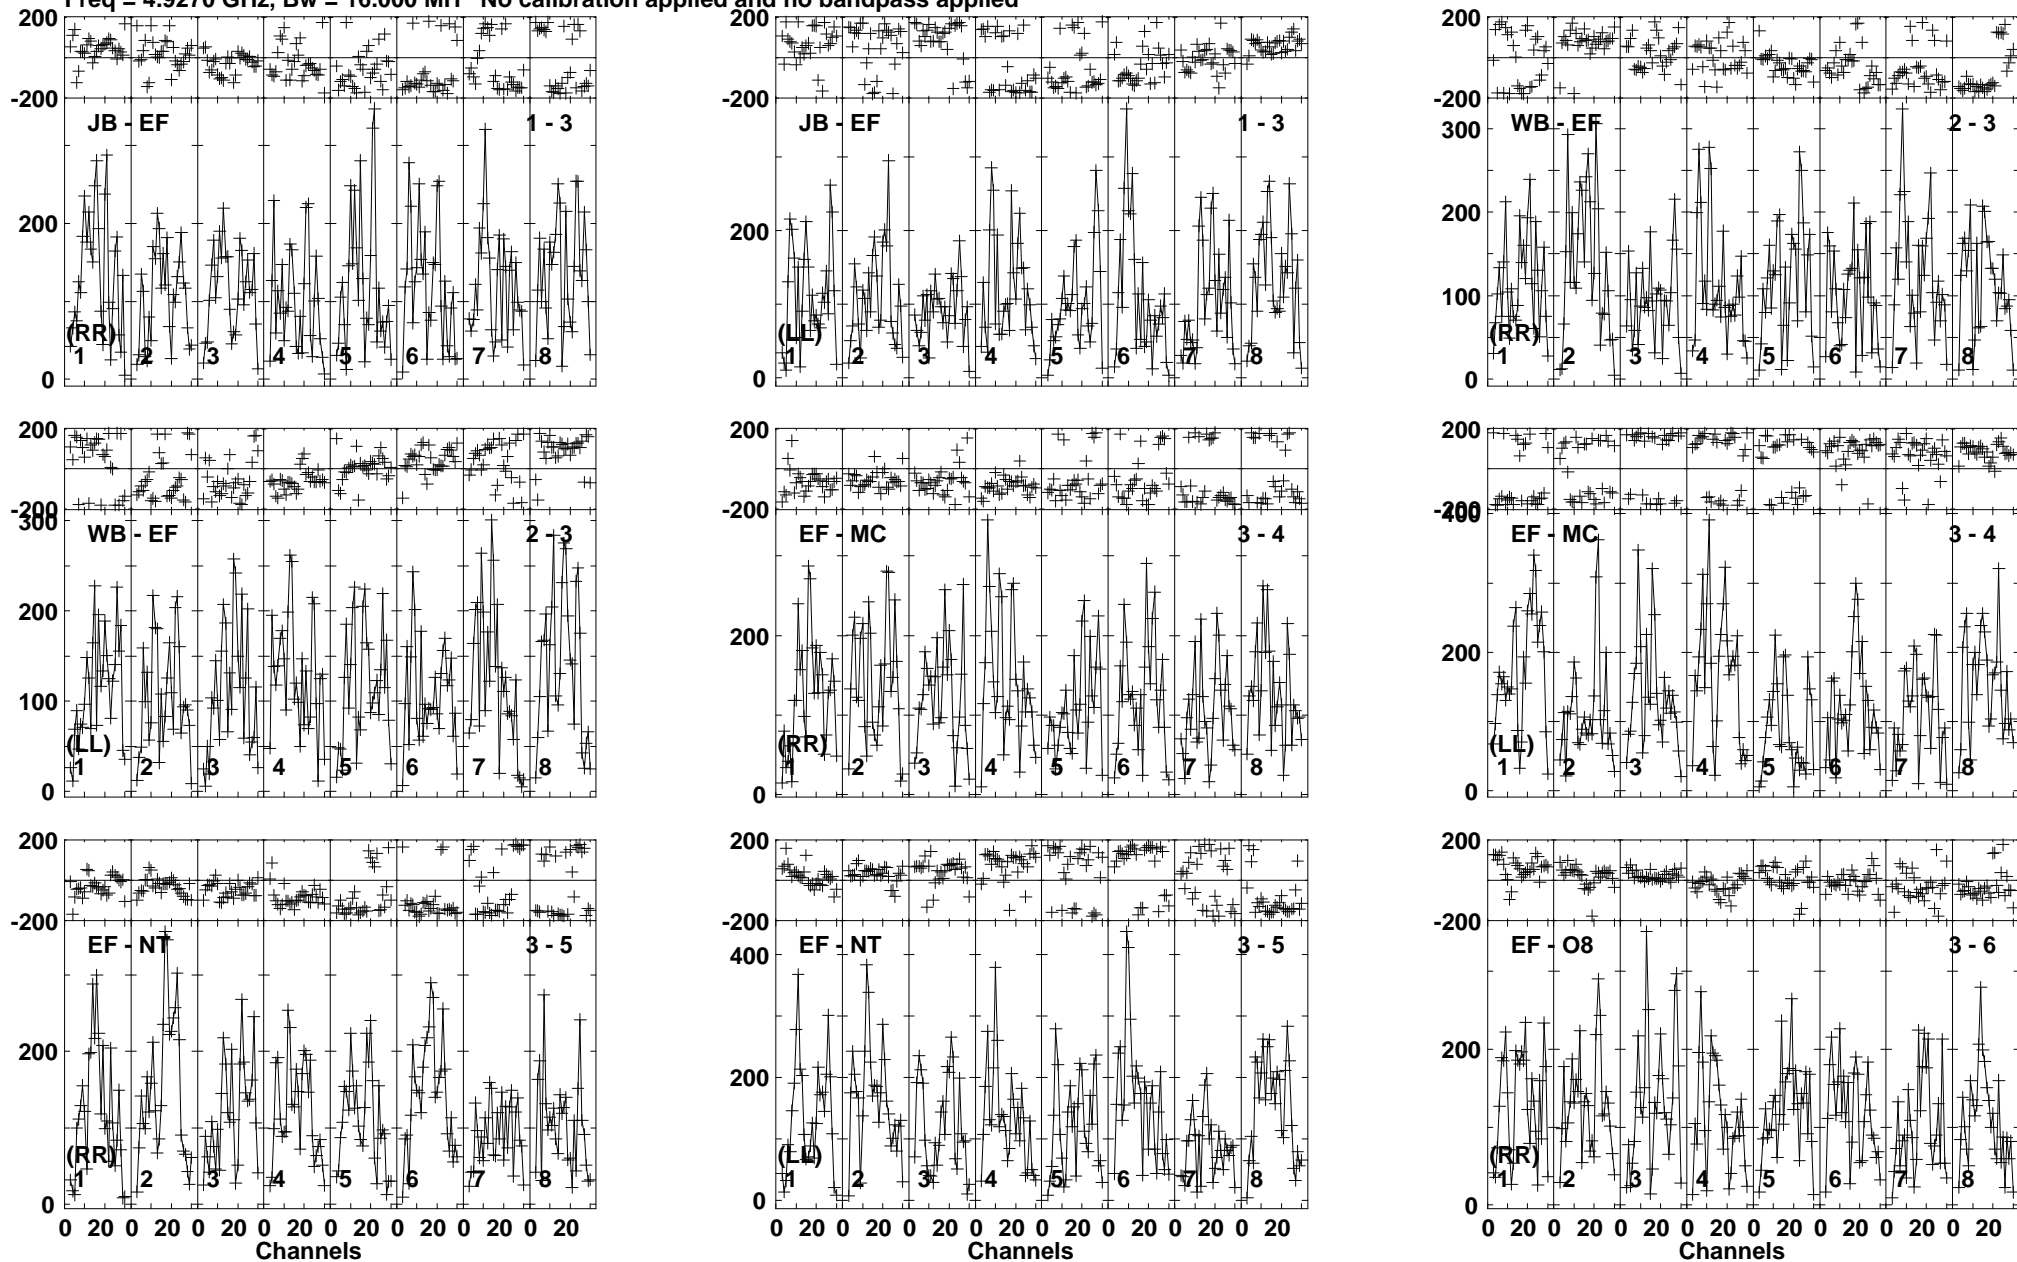 Freq = 4.9270 GHz, Bw = 16.000 MH No calibration applied and no bandpass applied
200 200 200
-200 -200 -200
JB - EF 1 - 3 JB - EF 1 - 3 WB - EF 2 - 3
300
200 200 200
100
(RR) (LL) (RR)
1 2 3 4 5 6 7 8 1 2 3 4 5 6 7 8 1 2 3 4 5 6 7 8
0 0 0
200 200 200
-200 -200 -200
300 400
WB - EF 2 - 3 EF - MC 3 - 4 EF - MC 3 - 4
200 200 200
100
(LL) (RR) (LL)
1 2 3 4 5 6 7 8 1 2 3 4 5 6 7 8 1 2 3 4 5 6 7 8
0 0 0
200 200 200
-200 -200 -200
EF - NT 3 - 5 EF - NT 3 - 5 EF - O8 3 - 6
400
200 200 200
(RR) (LL) (RR)
1 2 3 4 5 6 7 8 1 2 3 4 5 6 7 8 1 2 3 4 5 6 7 8
0 0 0
0 20 0 20 0 20 0 20 0 20 0 20 0 20 0 20 0 20 0 20 0 20 0 20 0 20 0 20 0 20 0 20 0 20 0 20 0 20 0 20 0 20 0 20 0 20 0 20
Channels Channels Channels